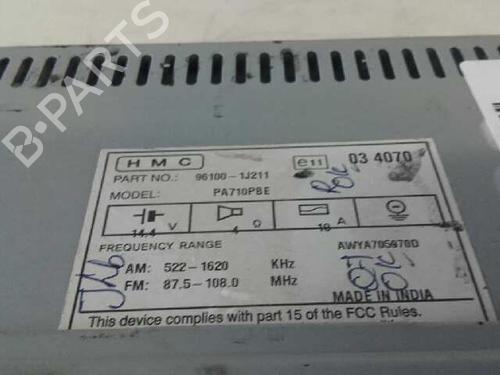 B-PARTS
HMC
e11
03 4070
PART NO.: 96100-1J211
MODEL: PA710PBE
14.4 V
4 Ω
10 A
FREQUENCY RANGE
AM: 522-1620 KHz
FM: 87.5-108.0 MHz
MADE IN INDIA
This device complies with part 15 of the FCC Rules.